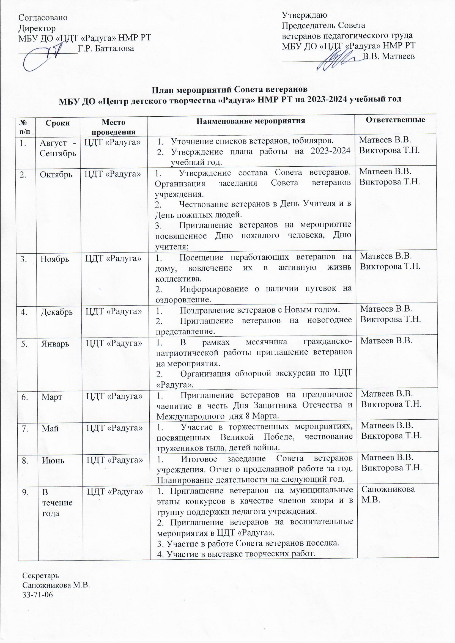 Согласовано
Директор
МБУ ДО «ЦДТ «Радуга» НМР РТ
Г.Р. Батталова
Утверждаю
Председатель Совета
ветеранов педагогического труда
МБУ ДО «ЦДТ «Радуга» НМР РТ
В.В. Матвеев
План мероприятий Совета ветеранов
МБУ ДО «Центр детского творчества «Радуга» НМР РТ на 2023-2024 учебный год
№ п/п
Сроки
Место проведения
Наименование мероприятия
Ответственные
1.
Август -
Сентябрь
ЦДТ «Радуга»
1. Уточнение списков ветеранов, юбиляров.
2. Утверждение плана работы на 2023-2024
учебный год.
Матвеев В.В.
Викторова Т.Н.
2.
Октябрь
ЦДТ «Радуга»
1. Утверждение состава Совета ветеранов.
Организация заседания Совета ветеранов
учреждения.
2. Чествование ветеранов в День Учителя и в
День пожилых людей.
3. Приглашение ветеранов на мероприятие
посвященное Дню пожилого человека, Дню
учителя;
Матвеев В.В.
Викторова Т.Н.
3.
Ноябрь
ЦДТ «Радуга»
1. Посещение неработающих ветеранов на
дому, вовлечение их в активную жизнь
коллектива.
2. Информирование о наличии путевок на
оздоровление.
Матвеев В.В.
Викторова Т.Н.
4.
Декабрь
ЦДТ «Радуга»
1. Поздравление ветеранов с Новым годом.
2. Приглашение ветеранов на новогоднее
представление.
Матвеев В.В.
Викторова Т.Н.
5.
Январь
ЦДТ «Радуга»
1. В рамках месячника гражданско-
патриотической работы приглашение ветеранов
на мероприятия.
2. Организация обзорной экскурсии по ЦДТ
«Радуга».
Матвеев В.В.
6.
Март
ЦДТ «Радуга»
1. Приглашение ветеранов на праздничное
чаепитие в честь Дня Защитника Отечества и
Международного дня 8 Марта.
Матвеев В.В.
Викторова Т.Н.
7.
Май
ЦДТ «Радуга»
1. Участие в торжественных мероприятиях,
посвященных Великой Победе, чествование
тружеников тыла, детей войны.
Матвеев В.В.
Викторова Т.Н.
8.
Июнь
ЦДТ «Радуга»
1. Итоговое заседание Совета ветеранов
учреждения. Отчет о проделанной работе за год.
Планирование деятельности на следующий год.
Матвеев В.В.
Викторова Т.Н.
9.
В
течение
года
ЦДТ «Радуга»
1. Приглашение ветеранов на муниципальные
этапы конкурсов в качестве членов жюри и в
группу поддержки педагога учреждения.
2. Приглашение ветеранов на воспитательные
мероприятия в ЦДТ «Радуга».
3. Участие в работе Совета ветеранов поселка.
4. Участие в выставке творческих работ.
Сапожникова
М.В.
Секретарь
Сапожникова М.В.
33-71-06